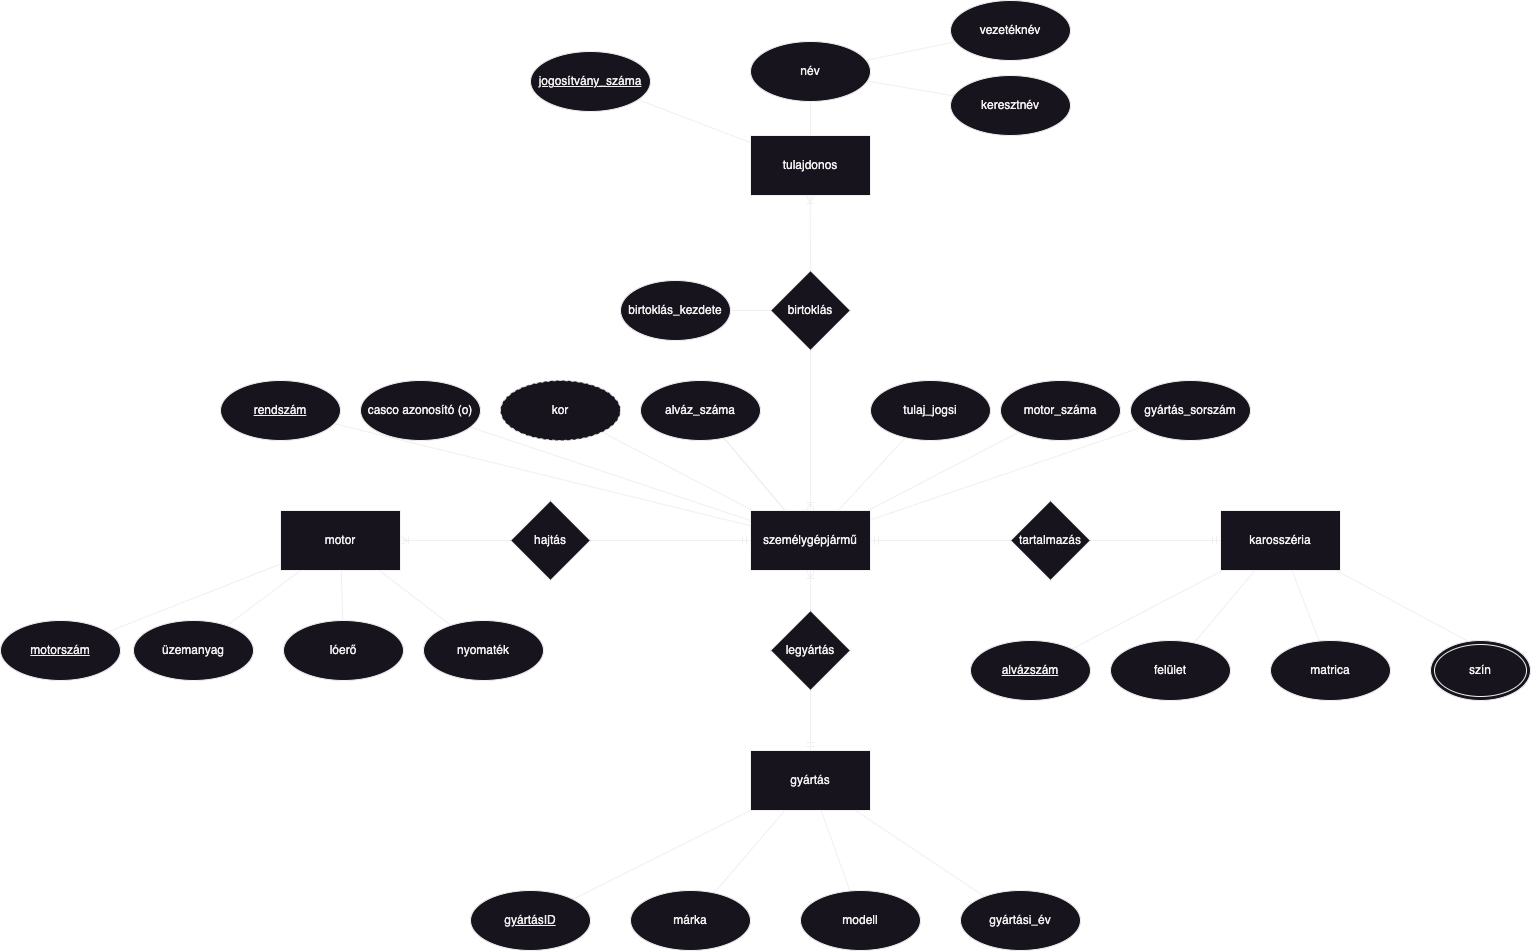 vezetéknév
név
jogosítvány_száma
keresztnév
tulajdonos
birtoklás_kezdete
birtoklás
rendszám
casco azonosító (o)
kor
alváz_száma
tulaj_jogsi
motor_száma
gyártás_sorszám
motor
hajtás
személygépjármű
tartalmazás
karosszéria
motorszám
üzemanyag
lóerő
nyomaték
legyártás
alvázszám
felület
matrica
szín
gyártás
gyártásID
márka
modell
gyártási_év